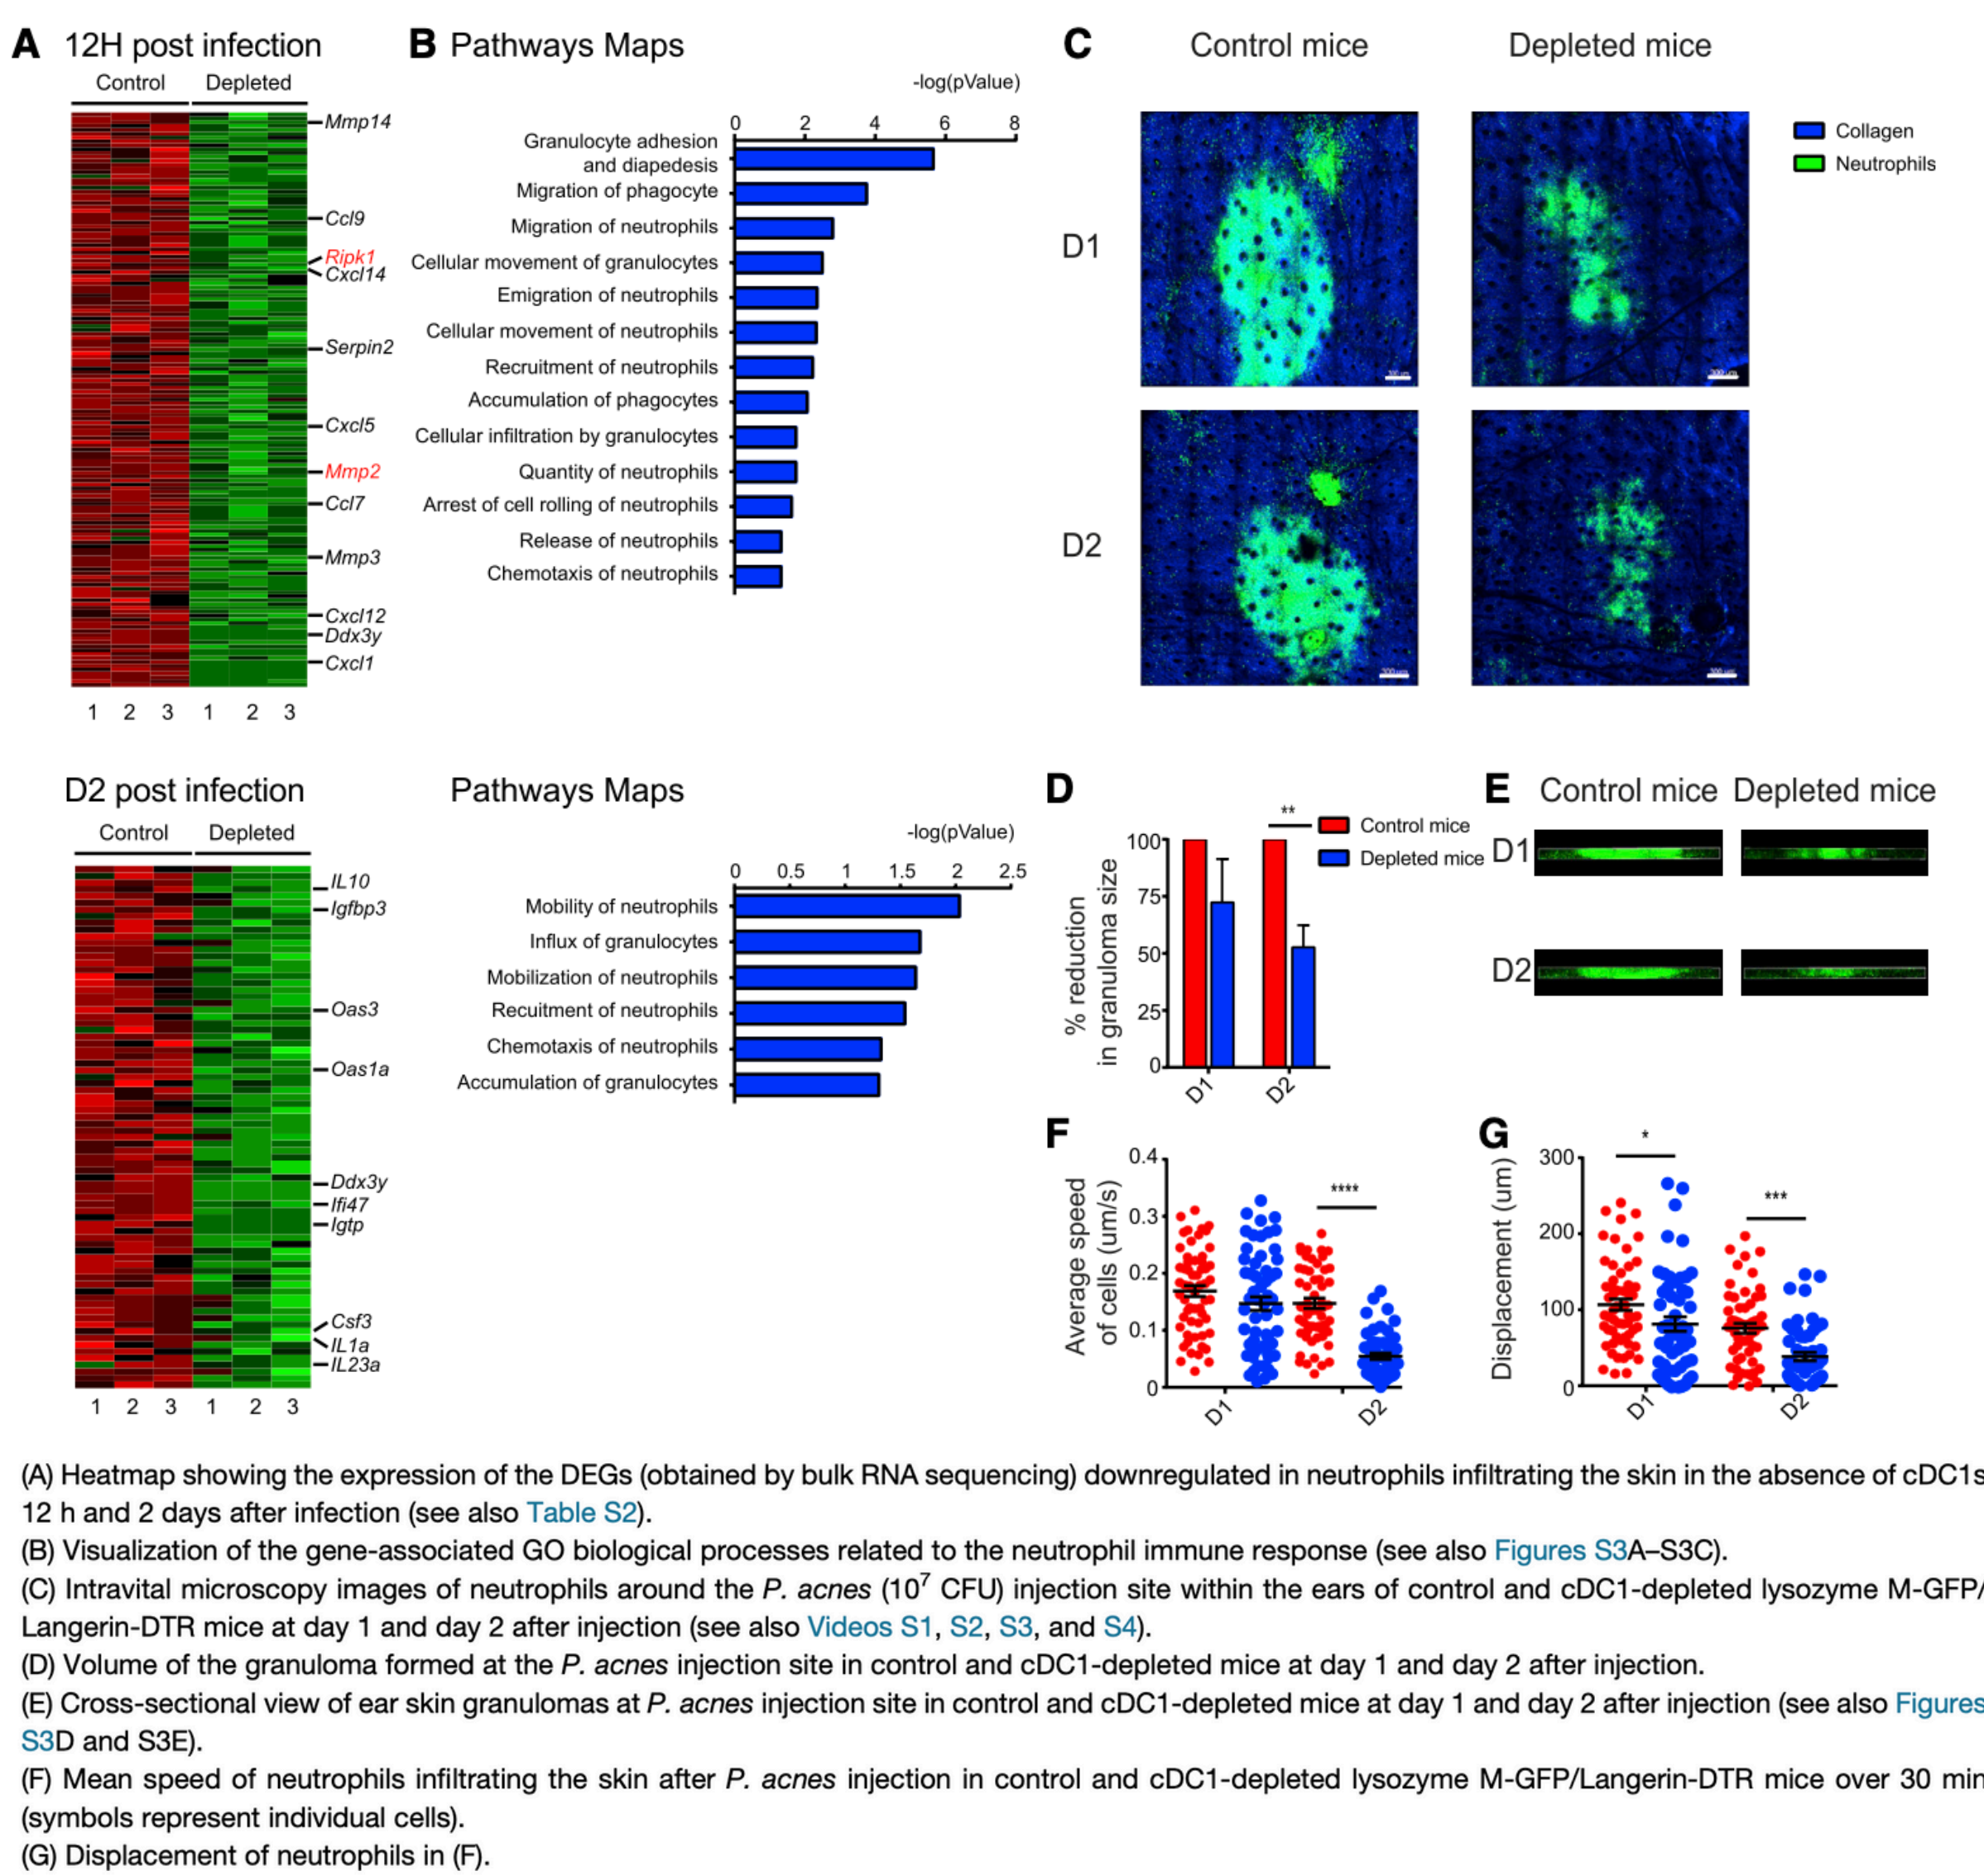 A 12H post infection
Control Depleted
Mmp14
Ccl9
Ripk1
Cxcl14
Serpin2
Cxcl5
Mmp2
Ccl7
Mmp3
Cxcl12
Ddx3y
Cxcl1
1 2 3 1 2 3
B Pathways Maps
-log(pValue)
0 2 4 6 8
Granulocyte adhesion
and diapedesis
Migration of phagocyte
Migration of neutrophils
Cellular movement of granulocytes
Emigration of neutrophils
Cellular movement of neutrophils
Recruitment of neutrophils
Accumulation of phagocytes
Cellular infiltration by granulocytes
Quantity of neutrophils
Arrest of cell rolling of neutrophils
Release of neutrophils
Chemotaxis of neutrophils
C Control mice Depleted mice
Collagen
Neutrophils
D1
D2
D2 post infection
Control Depleted
IL10
Igfbp3
Oas3
Oas1a
Ddx3y
Ifi47
Igtp
Csf3
IL1a
IL23a
1 2 3 1 2 3
Pathways Maps
-log(pValue)
0 0.5 1 1.5 2 2.5
Mobility of neutrophils
Influx of granulocytes
Mobilization of neutrophils
Recuitment of neutrophils
Chemotaxis of neutrophils
Accumulation of granulocytes
D
**
Control mice
Depleted mice
% reduction
in granuloma size
100
75
50
25
0
D1 D2
E Control mice Depleted mice
D1
D2
F
Average speed
of cells (um/s)
0.4
0.3
0.2
0.1
0
****
D1 D2
G
Displacement (um)
300
200
100
0
*
***
D1 D2
(A) Heatmap showing the expression of the DEGs (obtained by bulk RNA sequencing) downregulated in neutrophils infiltrating the skin in the absence of cDC1s
12 h and 2 days after infection (see also Table S2).
(B) Visualization of the gene-associated GO biological processes related to the neutrophil immune response (see also Figures S3A–S3C).
(C) Intravital microscopy images of neutrophils around the P. acnes (10⁷ CFU) injection site within the ears of control and cDC1-depleted lysozyme M-GFP/
Langerin-DTR mice at day 1 and day 2 after injection (see also Videos S1, S2, S3, and S4).
(D) Volume of the granuloma formed at the P. acnes injection site in control and cDC1-depleted mice at day 1 and day 2 after injection.
(E) Cross-sectional view of ear skin granulomas at P. acnes injection site in control and cDC1-depleted mice at day 1 and day 2 after injection (see also Figures
S3D and S3E).
(F) Mean speed of neutrophils infiltrating the skin after P. acnes injection in control and cDC1-depleted lysozyme M-GFP/Langerin-DTR mice over 30 min
(symbols represent individual cells).
(G) Displacement of neutrophils in (F).